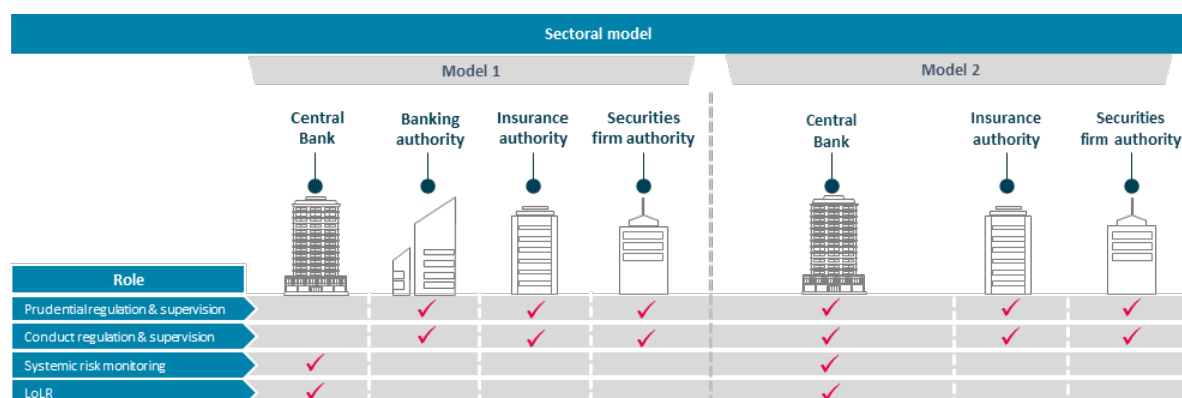 Sectoral model
Model 1
Model 2
Central
Bank
Banking
authority
Insurance
authority
Securities
firm authority
Central
Bank
Insurance
authority
Securities
firm authority
Role
Prudential regulation & supervision
Conduct regulation & supervision
Systemic risk monitoring
LoLR